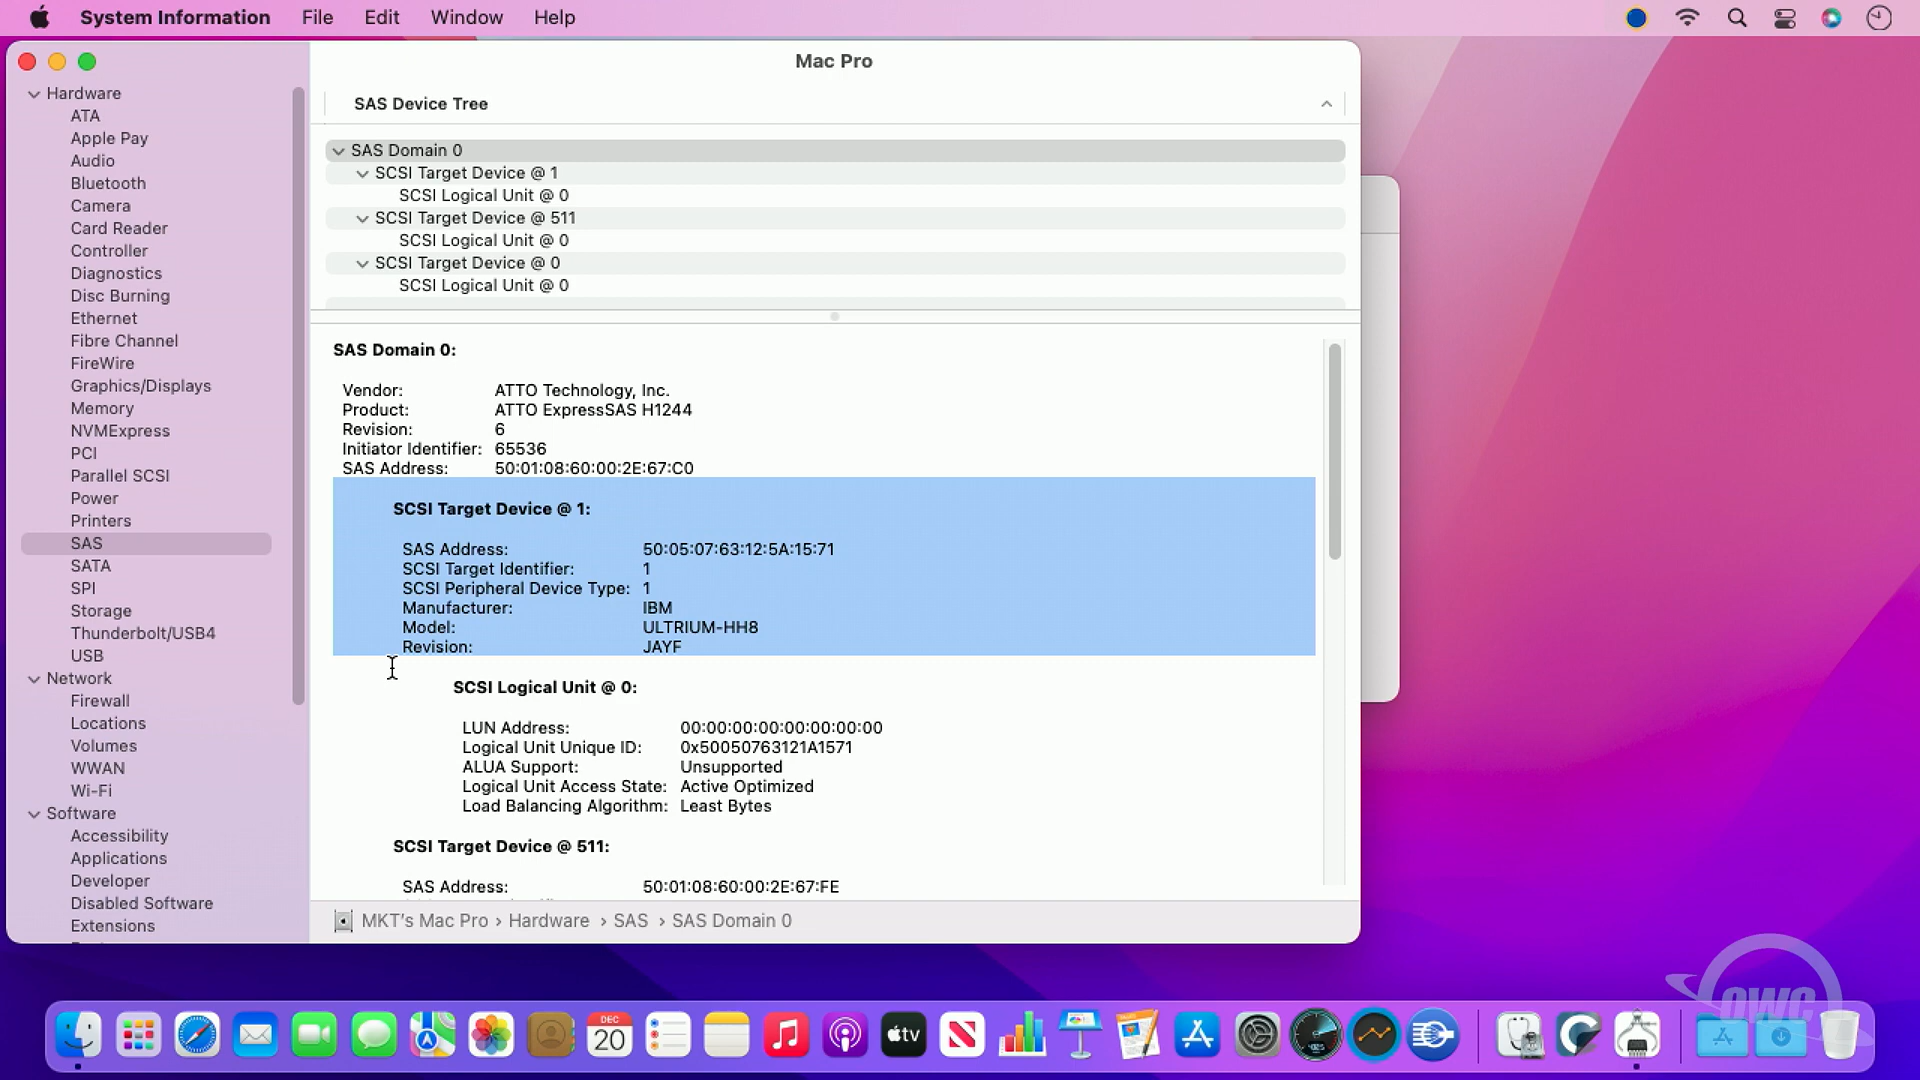 System Information File Edit Window Help
Mac Pro
Hardware
ATA
Apple Pay
Audio
Bluetooth
Camera
Card Reader
Controller
Diagnostics
Disc Burning
Ethernet
Fibre Channel
FireWire
Graphics/Displays
Memory
NVMExpress
PCI
Parallel SCSI
Power
Printers
SAS
SATA
SPI
Storage
Thunderbolt/USB4
USB
Network
Firewall
Locations
Volumes
WWAN
Wi-Fi
Software
Accessibility
Applications
Developer
Disabled Software
Extensions
SAS Device Tree
SAS Domain 0
SCSI Target Device @ 1
SCSI Logical Unit @ 0
SCSI Target Device @ 511
SCSI Logical Unit @ 0
SCSI Target Device @ 0
SCSI Logical Unit @ 0
SAS Domain 0:
Vendor: ATTO Technology, Inc.
Product: ATTO ExpressSAS H1244
Revision: 6
Initiator Identifier: 65536
SAS Address: 50:01:08:60:00:2E:67:C0
SCSI Target Device @ 1:
SAS Address: 50:05:07:63:12:5A:15:71
SCSI Target Identifier: 1
SCSI Peripheral Device Type: 1
Manufacturer: IBM
Model: ULTRIUM-HH8
Revision: JAYF
SCSI Logical Unit @ 0:
LUN Address: 00:00:00:00:00:00:00:00
Logical Unit Unique ID: 0x50050763121A1571
ALUA Support: Unsupported
Logical Unit Access State: Active Optimized
Load Balancing Algorithm: Least Bytes
SCSI Target Device @ 511:
SAS Address: 50:01:08:60:00:2E:67:FE
MKT's Mac Pro › Hardware › SAS › SAS Domain 0
OWC
DEC
20
tv